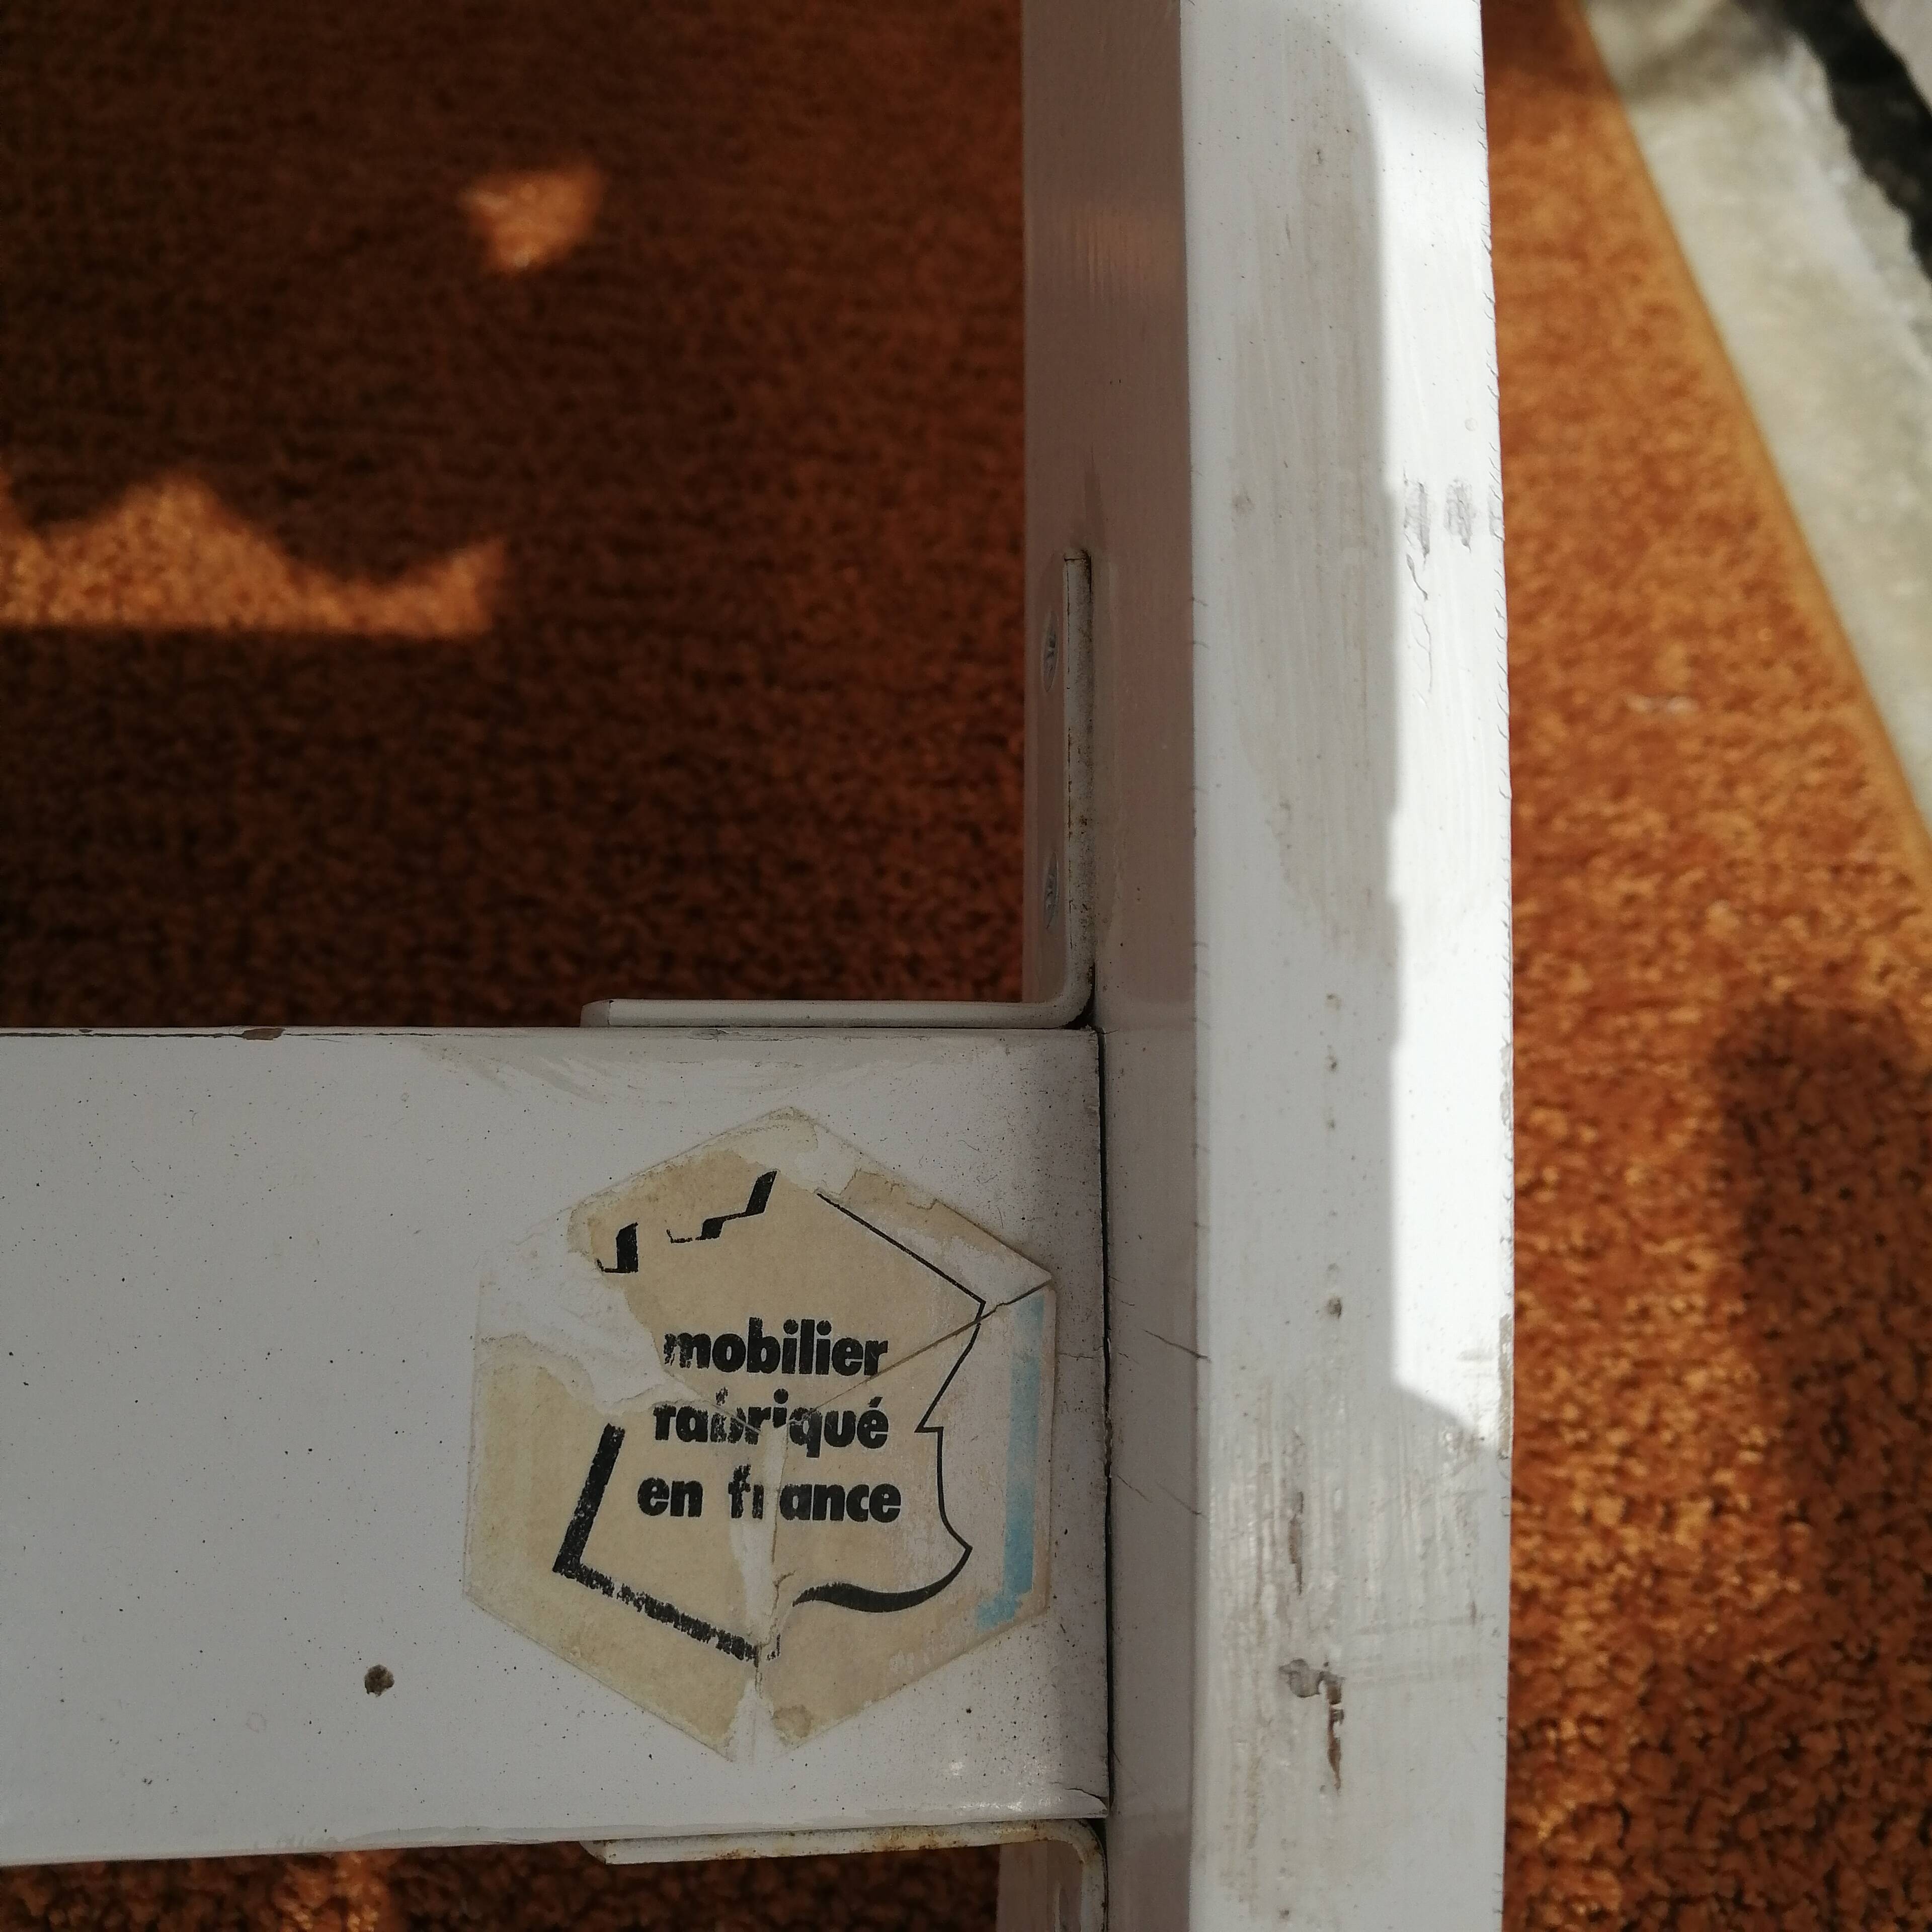 mobilier
fabriqué
en france